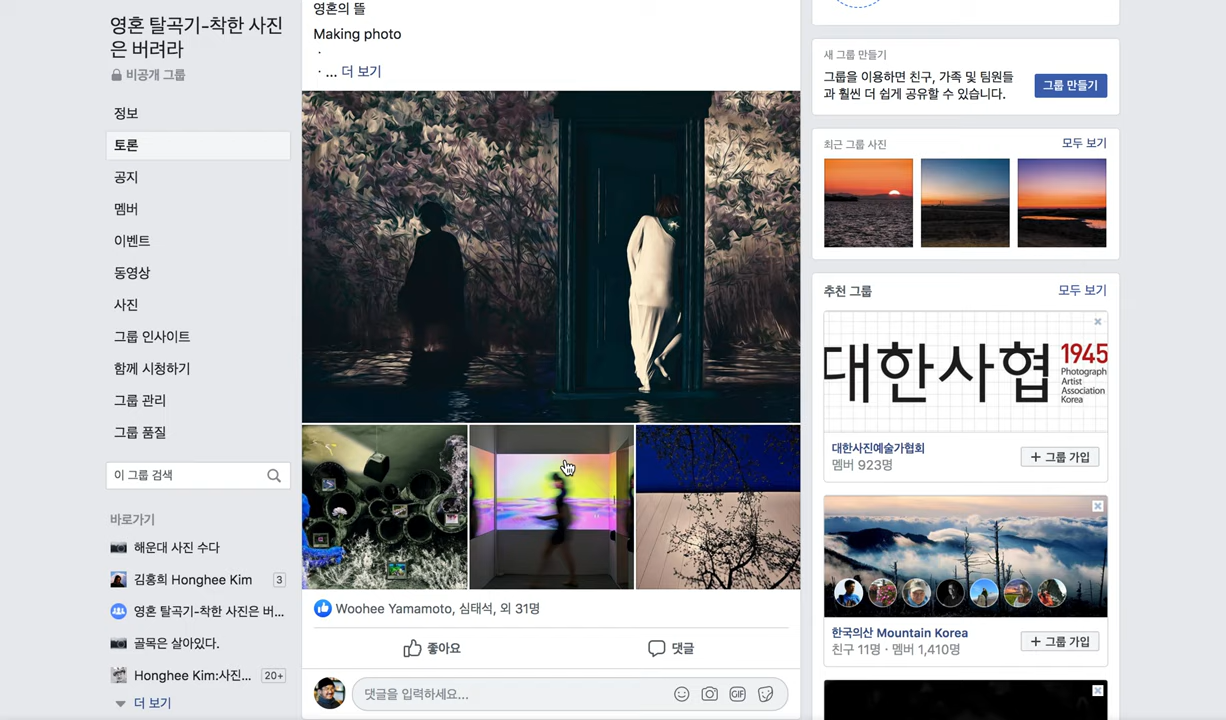 영혼 탈곡기-착한 사진
은 버려라
비공개 그룹
정보
토론
공지
멤버
이벤트
동영상
사진
그룹 인사이트
함께 시청하기
그룹 관리
그룹 품질
이 그룹 검색
바로가기
해운대 사진 수다
김홍희 Honghee Kim 3
영혼 탈곡기-착한 사진은 버...
골목은 살아있다.
Honghee Kim:사진... 20+
더 보기
영혼의 뜰
Making photo
·
· ... 더 보기
Woohee Yamamoto, 심태석, 외 31명
좋아요
댓글
댓글을 입력하세요...
GIF
새 그룹 만들기
그룹을 이용하면 친구, 가족 및 팀원들
과 훨씬 더 쉽게 공유할 수 있습니다.
그룹 만들기
최근 그룹 사진
모두 보기
추천 그룹
모두 보기
대한사협
1945
Photograph
Artist
Association
Korea
대한사진예술가협회
멤버 923명
+ 그룹 가입
한국의산 Mountain Korea
친구 11명 · 멤버 1,410명
+ 그룹 가입